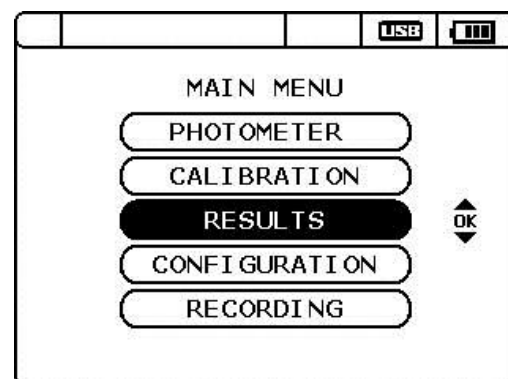 USB
MAIN MENU
PHOTOMETER
CALIBRATION
RESULTS
OK
CONFIGURATION
RECORDING